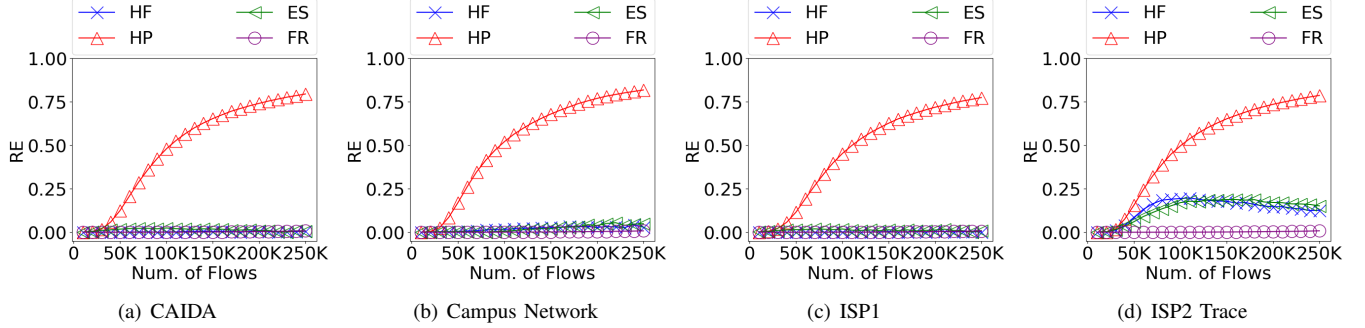 HF ES
HP FR
1.00
0.75
0.50
0.25
0.00
RE
0 50K 100K 150K 200K 250K
Num. of Flows
(a) CAIDA
HF ES
HP FR
1.00
0.75
0.50
0.25
0.00
RE
0 50K 100K 150K 200K 250K
Num. of Flows
(b) Campus Network
HF ES
HP FR
1.00
0.75
0.50
0.25
0.00
RE
0 50K 100K 150K 200K 250K
Num. of Flows
(c) ISP1
HF ES
HP FR
1.00
0.75
0.50
0.25
0.00
RE
0 50K 100K 150K 200K 250K
Num. of Flows
(d) ISP2 Trace